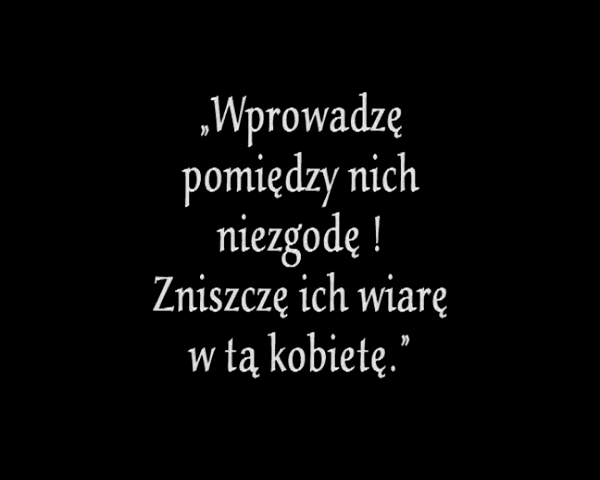 „Wprowadzę
pomiędzy nich
niezgodę !
Zniszczę ich wiarę
w tą kobietę.”